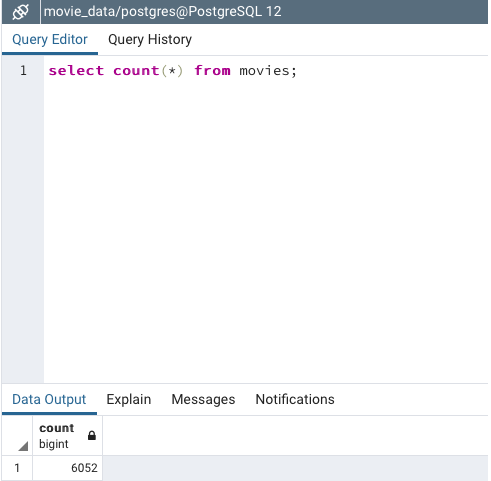 movie_data/postgres@PostgreSQL 12
Query Editor Query History
1 select count(*) from movies;
Data Output Explain Messages Notifications
count
bigint
1 6052